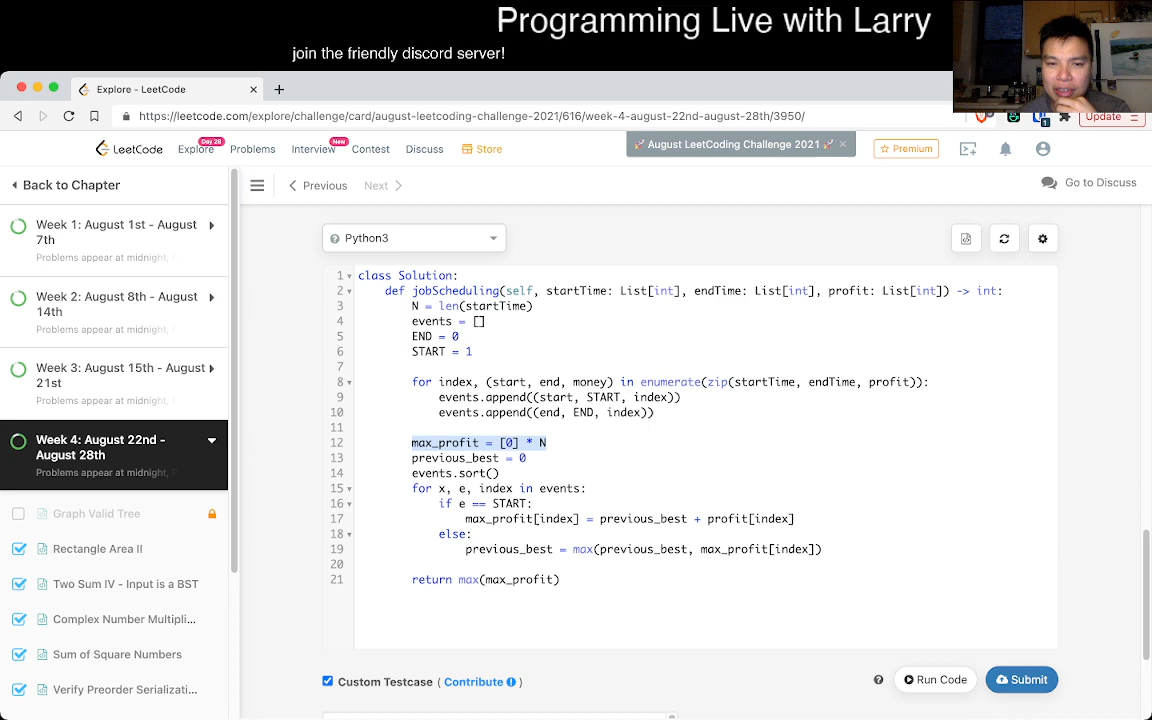 Programming Live with Larry
join the friendly discord server!
Explore - LeetCode
https://leetcode.com/explore/challenge/card/august-leetcoding-challenge-2021/616/week-4-august-22nd-august-28th/3950/
Update
LeetCode
Explore
Day 28
Problems
Interview
New
Contest
Discuss
Store
🚀 August LeetCoding Challenge 2021 🚀
Premium
Back to Chapter
Previous
Next
Go to Discuss
Week 1: August 1st - August
7th
Problems appear at midnight,
Week 2: August 8th - August
14th
Problems appear at midnight,
Week 3: August 15th - August
21st
Problems appear at midnight,
Week 4: August 22nd -
August 28th
Problems appear at midnight,
Graph Valid Tree
Rectangle Area II
Two Sum IV - Input is a BST
Complex Number Multipli...
Sum of Square Numbers
Verify Preorder Serializati...
Python3
1 class Solution:
2 def jobScheduling(self, startTime: List[int], endTime: List[int], profit: List[int]) -> int:
3 N = len(startTime)
4 events = []
5 END = 0
6 START = 1
7
8 for index, (start, end, money) in enumerate(zip(startTime, endTime, profit)):
9 events.append((start, START, index))
10 events.append((end, END, index))
11
12 max_profit = [0] * N
13 previous_best = 0
14 events.sort()
15 for x, e, index in events:
16 if e == START:
17 max_profit[index] = previous_best + profit[index]
18 else:
19 previous_best = max(previous_best, max_profit[index])
20
21 return max(max_profit)
Custom Testcase ( Contribute )
Run Code
Submit